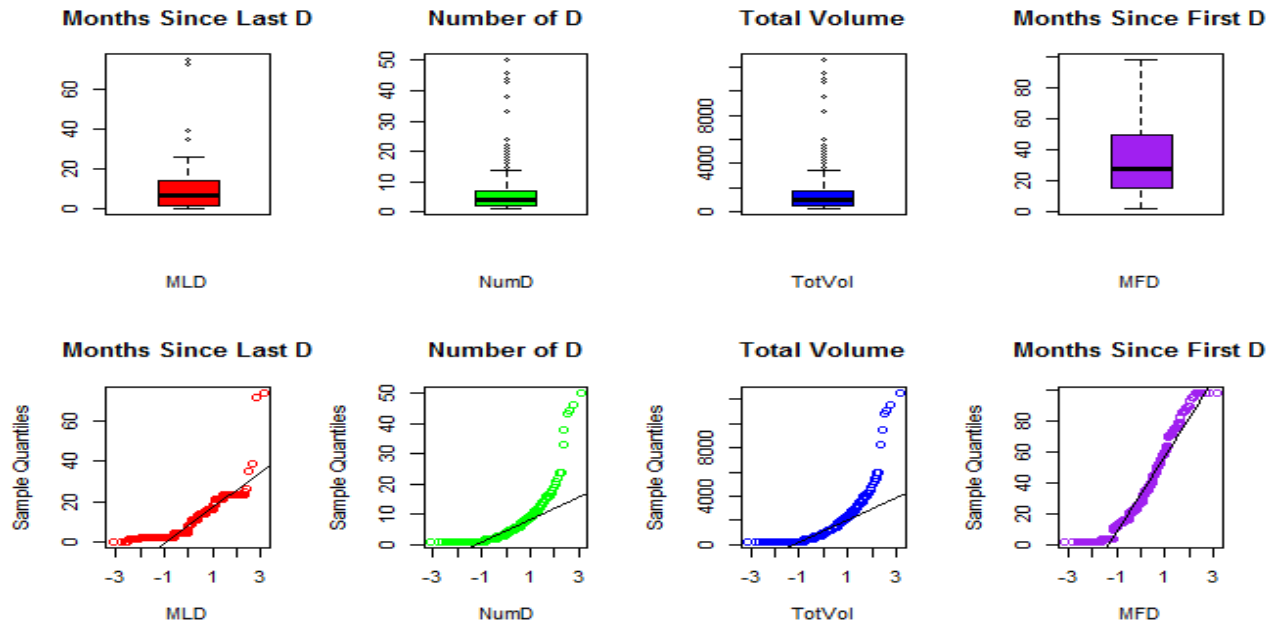 Months Since Last D
Number of D
Total Volume
Months Since First D
0 20 40 60
0 10 20 30 40 50
0 4000 8000
0 20 40 60 80
MLD
NumD
TotVol
MFD
Months Since Last D
Number of D
Total Volume
Months Since First D
Sample Quantiles
0 20 40 60
Sample Quantiles
0 10 20 30 40 50
Sample Quantiles
0 4000 8000
Sample Quantiles
0 20 40 60 80
-3 -1 1 3
-3 -1 1 3
-3 -1 1 3
-3 -1 1 3
MLD
NumD
TotVol
MFD